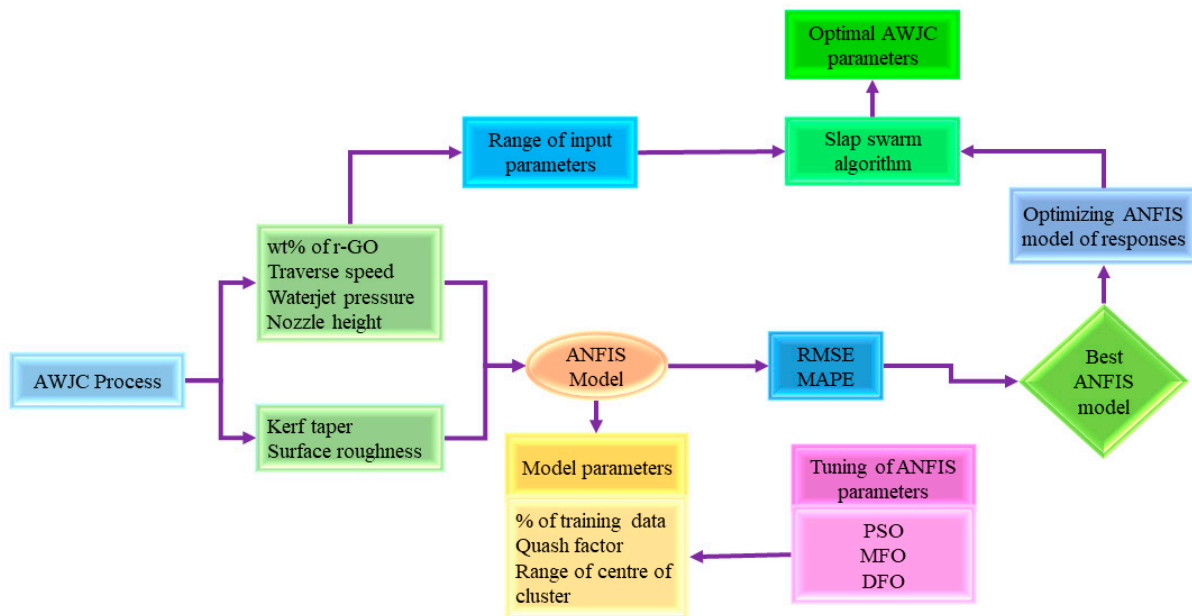 Optimal AWJC
parameters
Range of input
parameters
Slap swarm
algorithm
Optimizing ANFIS
model of responses
wt% of r-GO
Traverse speed
Waterjet pressure
Nozzle height
AWJC Process
ANFIS
Model
RMSE
MAPE
Best
ANFIS
model
Kerf taper
Surface roughness
Model parameters
% of training data
Quash factor
Range of centre of
cluster
Tuning of ANFIS
parameters
PSO
MFO
DFO